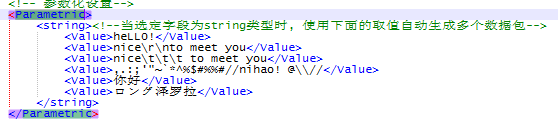 <!-- 参数化设置-->
<Parametric>
<string><!--当选定字段为string类型时，使用下面的取值自动生成多个数据包-->
<Value>heLLO!</Value>
<Value>nice\r\nto meet you</Value>
<Value>nice\t\t\t to meet you</Value>
<Value>,.:;'"~`*^%$#%%#//nihao! @\\//</Value>
<Value>你好</Value>
<Value>ロング泽罗拉</Value>
</string>
</Parametric>